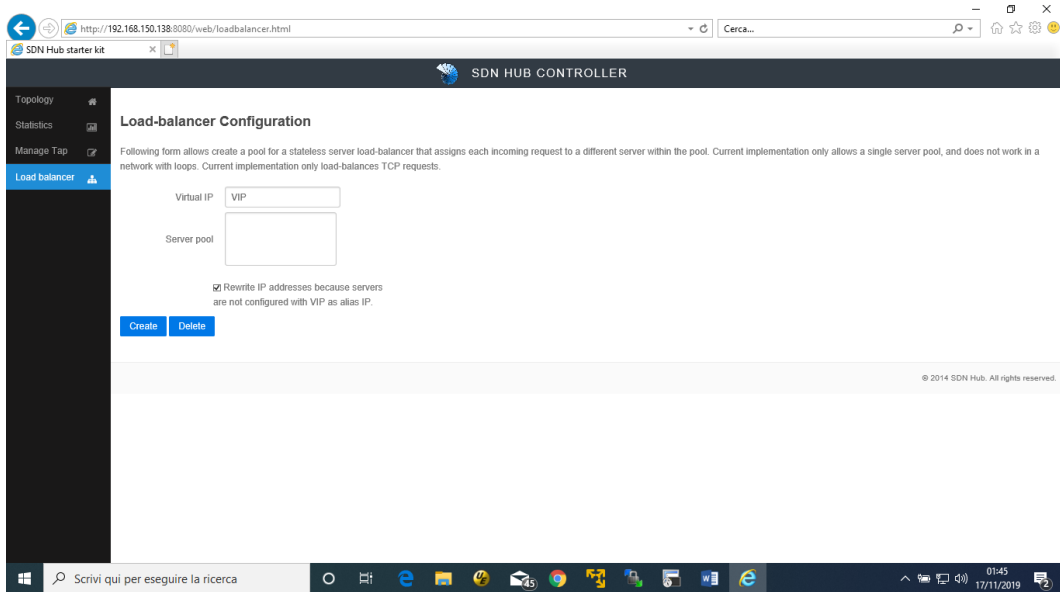 http://192.168.150.138:8080/web/loadbalancer.html
Cerca...
SDN Hub starter kit
SDN HUB CONTROLLER
Topology
Statistics
Manage Tap
Load balancer
Load-balancer Configuration
Following form allows create a pool for a stateless server load-balancer that assigns each incoming request to a different server within the pool. Current implementation only allows a single server pool, and does not work in a
network with loops. Current implementation only load-balances TCP requests.
Virtual IP VIP
Server pool
Rewrite IP addresses because servers
are not configured with VIP as alias IP.
Create Delete
© 2014 SDN Hub. All rights reserved.
Scrivi qui per eseguire la ricerca
45
01:45
17/11/2019
2